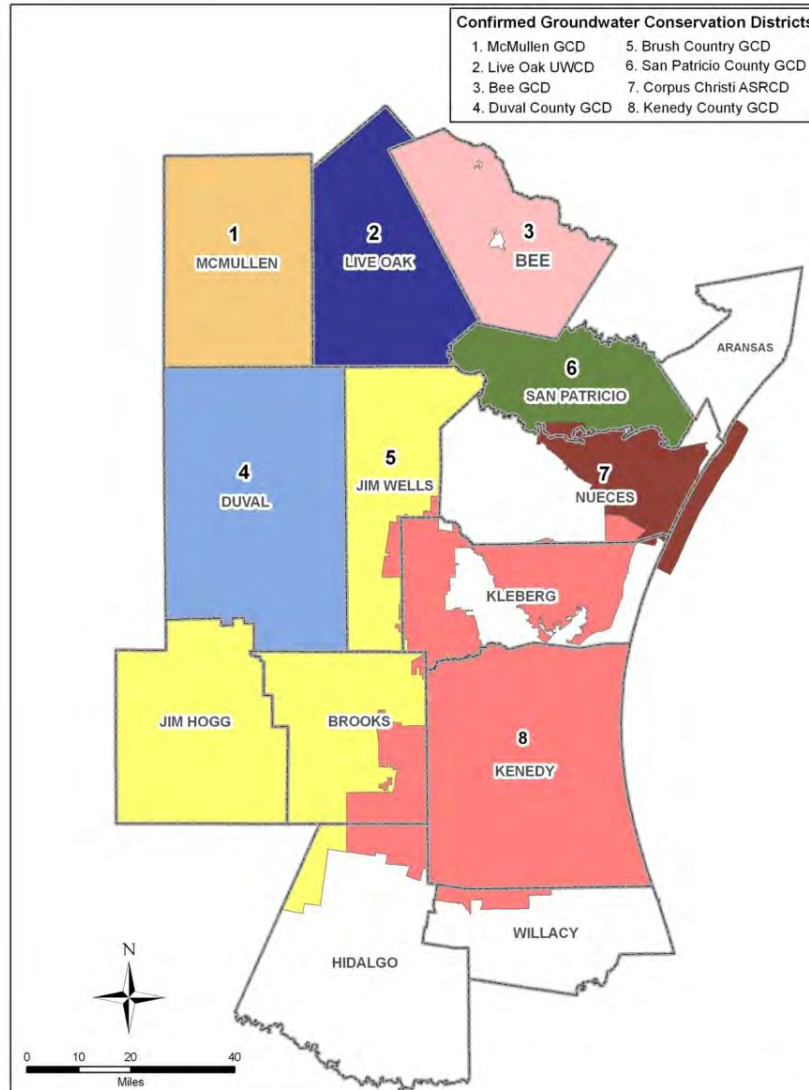 Confirmed Groundwater Conservation Districts
1. McMullen GCD
2. Live Oak UWCD
3. Bee GCD
4. Duval County GCD
5. Brush Country GCD
6. San Patricio County GCD
7. Corpus Christi ASRCD
8. Kenedy County GCD
1
MCMULLEN
2
LIVE OAK
3
BEE
ARANSAS
6
SAN PATRICIO
4
DUVAL
5
JIM WELLS
7
NUECES
KLEBERG
JIM HOGG
BROOKS
8
KENEDY
HIDALGO
WILLACY
N
0 10 20 40
Miles